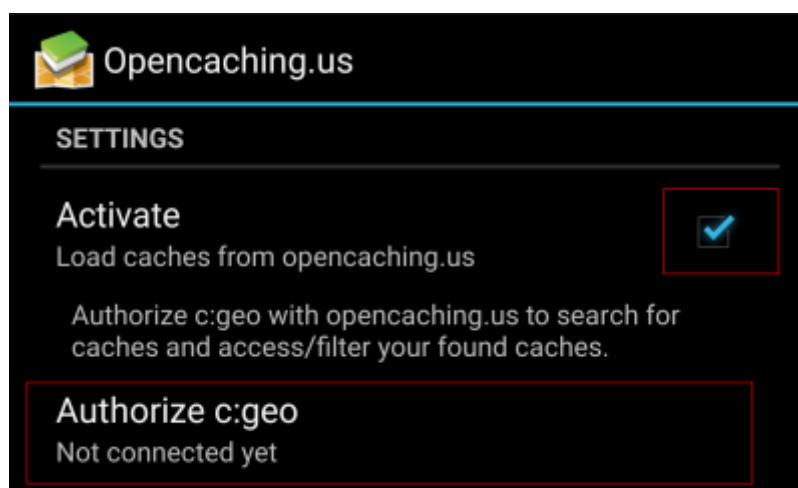 Opencaching.us
SETTINGS
Activate
Load caches from opencaching.us
Authorize c:geo with opencaching.us to search for
caches and access/filter your found caches.
Authorize c:geo
Not connected yet